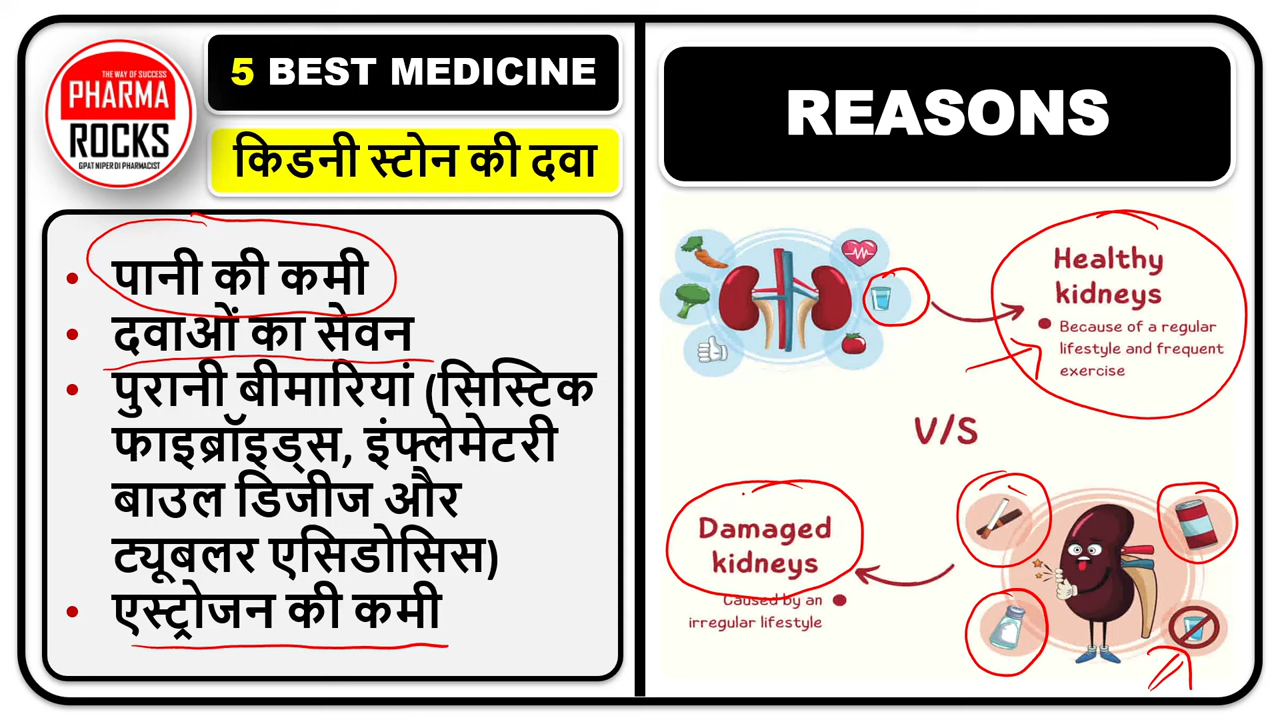 THE WAY OF SUCCESS
PHARMA
ROCKS
GPAT NIPER DI PHARMACIST
5 BEST MEDICINE
किडनी स्टोन की दवा
• पानी की कमी
• दवाओं का सेवन
• पुरानी बीमारियां (सिस्टिक
फाइब्रॉइड्स, इंफ्लेमेटरी
बाउल डिजीज और
ट्यूबलर एसिडोसिस)
• एस्ट्रोजन की कमी
REASONS
Healthy
kidneys
Because of a regular
lifestyle and frequent
exercise
V/S
Damaged
kidneys
Caused by an
irregular lifestyle